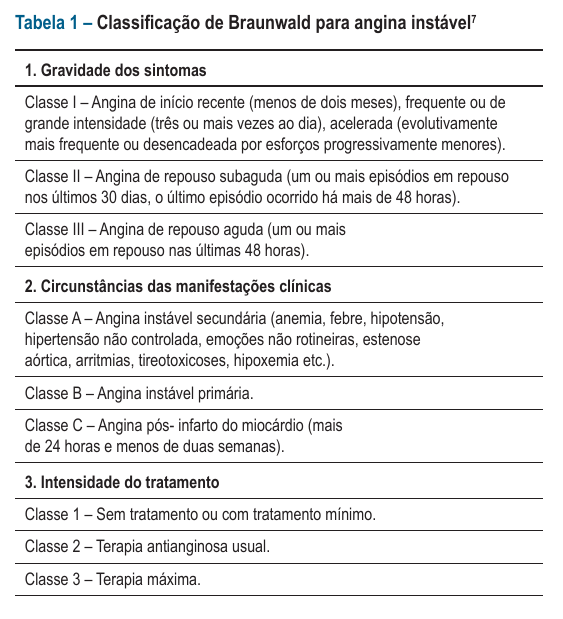 Tabela 1 – Classificação de Braunwald para angina instável⁷
1. Gravidade dos sintomas
Classe I – Angina de início recente (menos de dois meses), frequente ou de
grande intensidade (três ou mais vezes ao dia), acelerada (evolutivamente
mais frequente ou desencadeada por esforços progressivamente menores).
Classe II – Angina de repouso subaguda (um ou mais episódios em repouso
nos últimos 30 dias, o último episódio ocorrido há mais de 48 horas).
Classe III – Angina de repouso aguda (um ou mais
episódios em repouso nas últimas 48 horas).
2. Circunstâncias das manifestações clínicas
Classe A – Angina instável secundária (anemia, febre, hipotensão,
hipertensão não controlada, emoções não rotineiras, estenose
aórtica, arritmias, tireotoxicoses, hipoxemia etc.).
Classe B – Angina instável primária.
Classe C – Angina pós- infarto do miocárdio (mais
de 24 horas e menos de duas semanas).
3. Intensidade do tratamento
Classe 1 – Sem tratamento ou com tratamento mínimo.
Classe 2 – Terapia antianginosa usual.
Classe 3 – Terapia máxima.